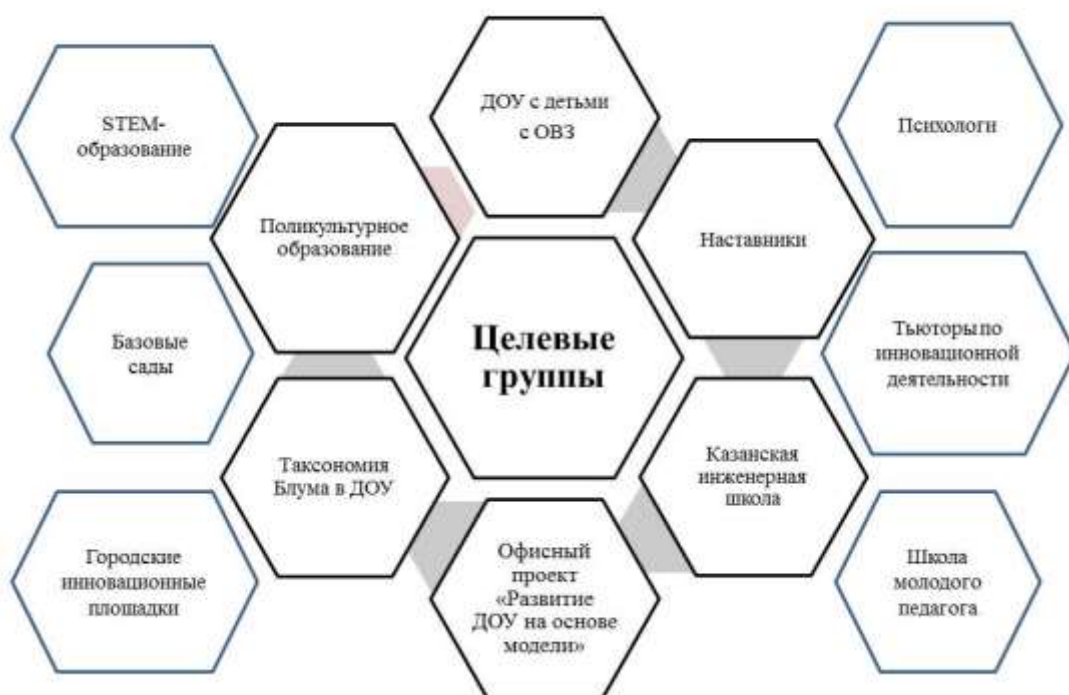 STEM-
образование
ДОУ с детьми
с ОВЗ
Психологи
Поликультурное
образование
Наставники
Целевые
группы
Базовые
сады
Тьюторы по
инновационной
деятельности
Таксономия
Блума в ДОУ
Казанская
инженерная
школа
Городские
инновационные
площадки
Офисный
проект
«Развитие
ДОУ на основе
модели»
Школа
молодого
педагога